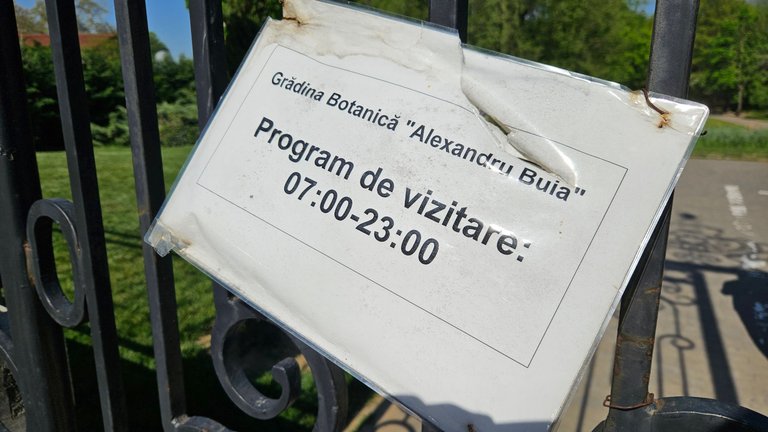 Grădina Botanică "Alexandru Buia"
Program de vizitare:
07:00-23:00